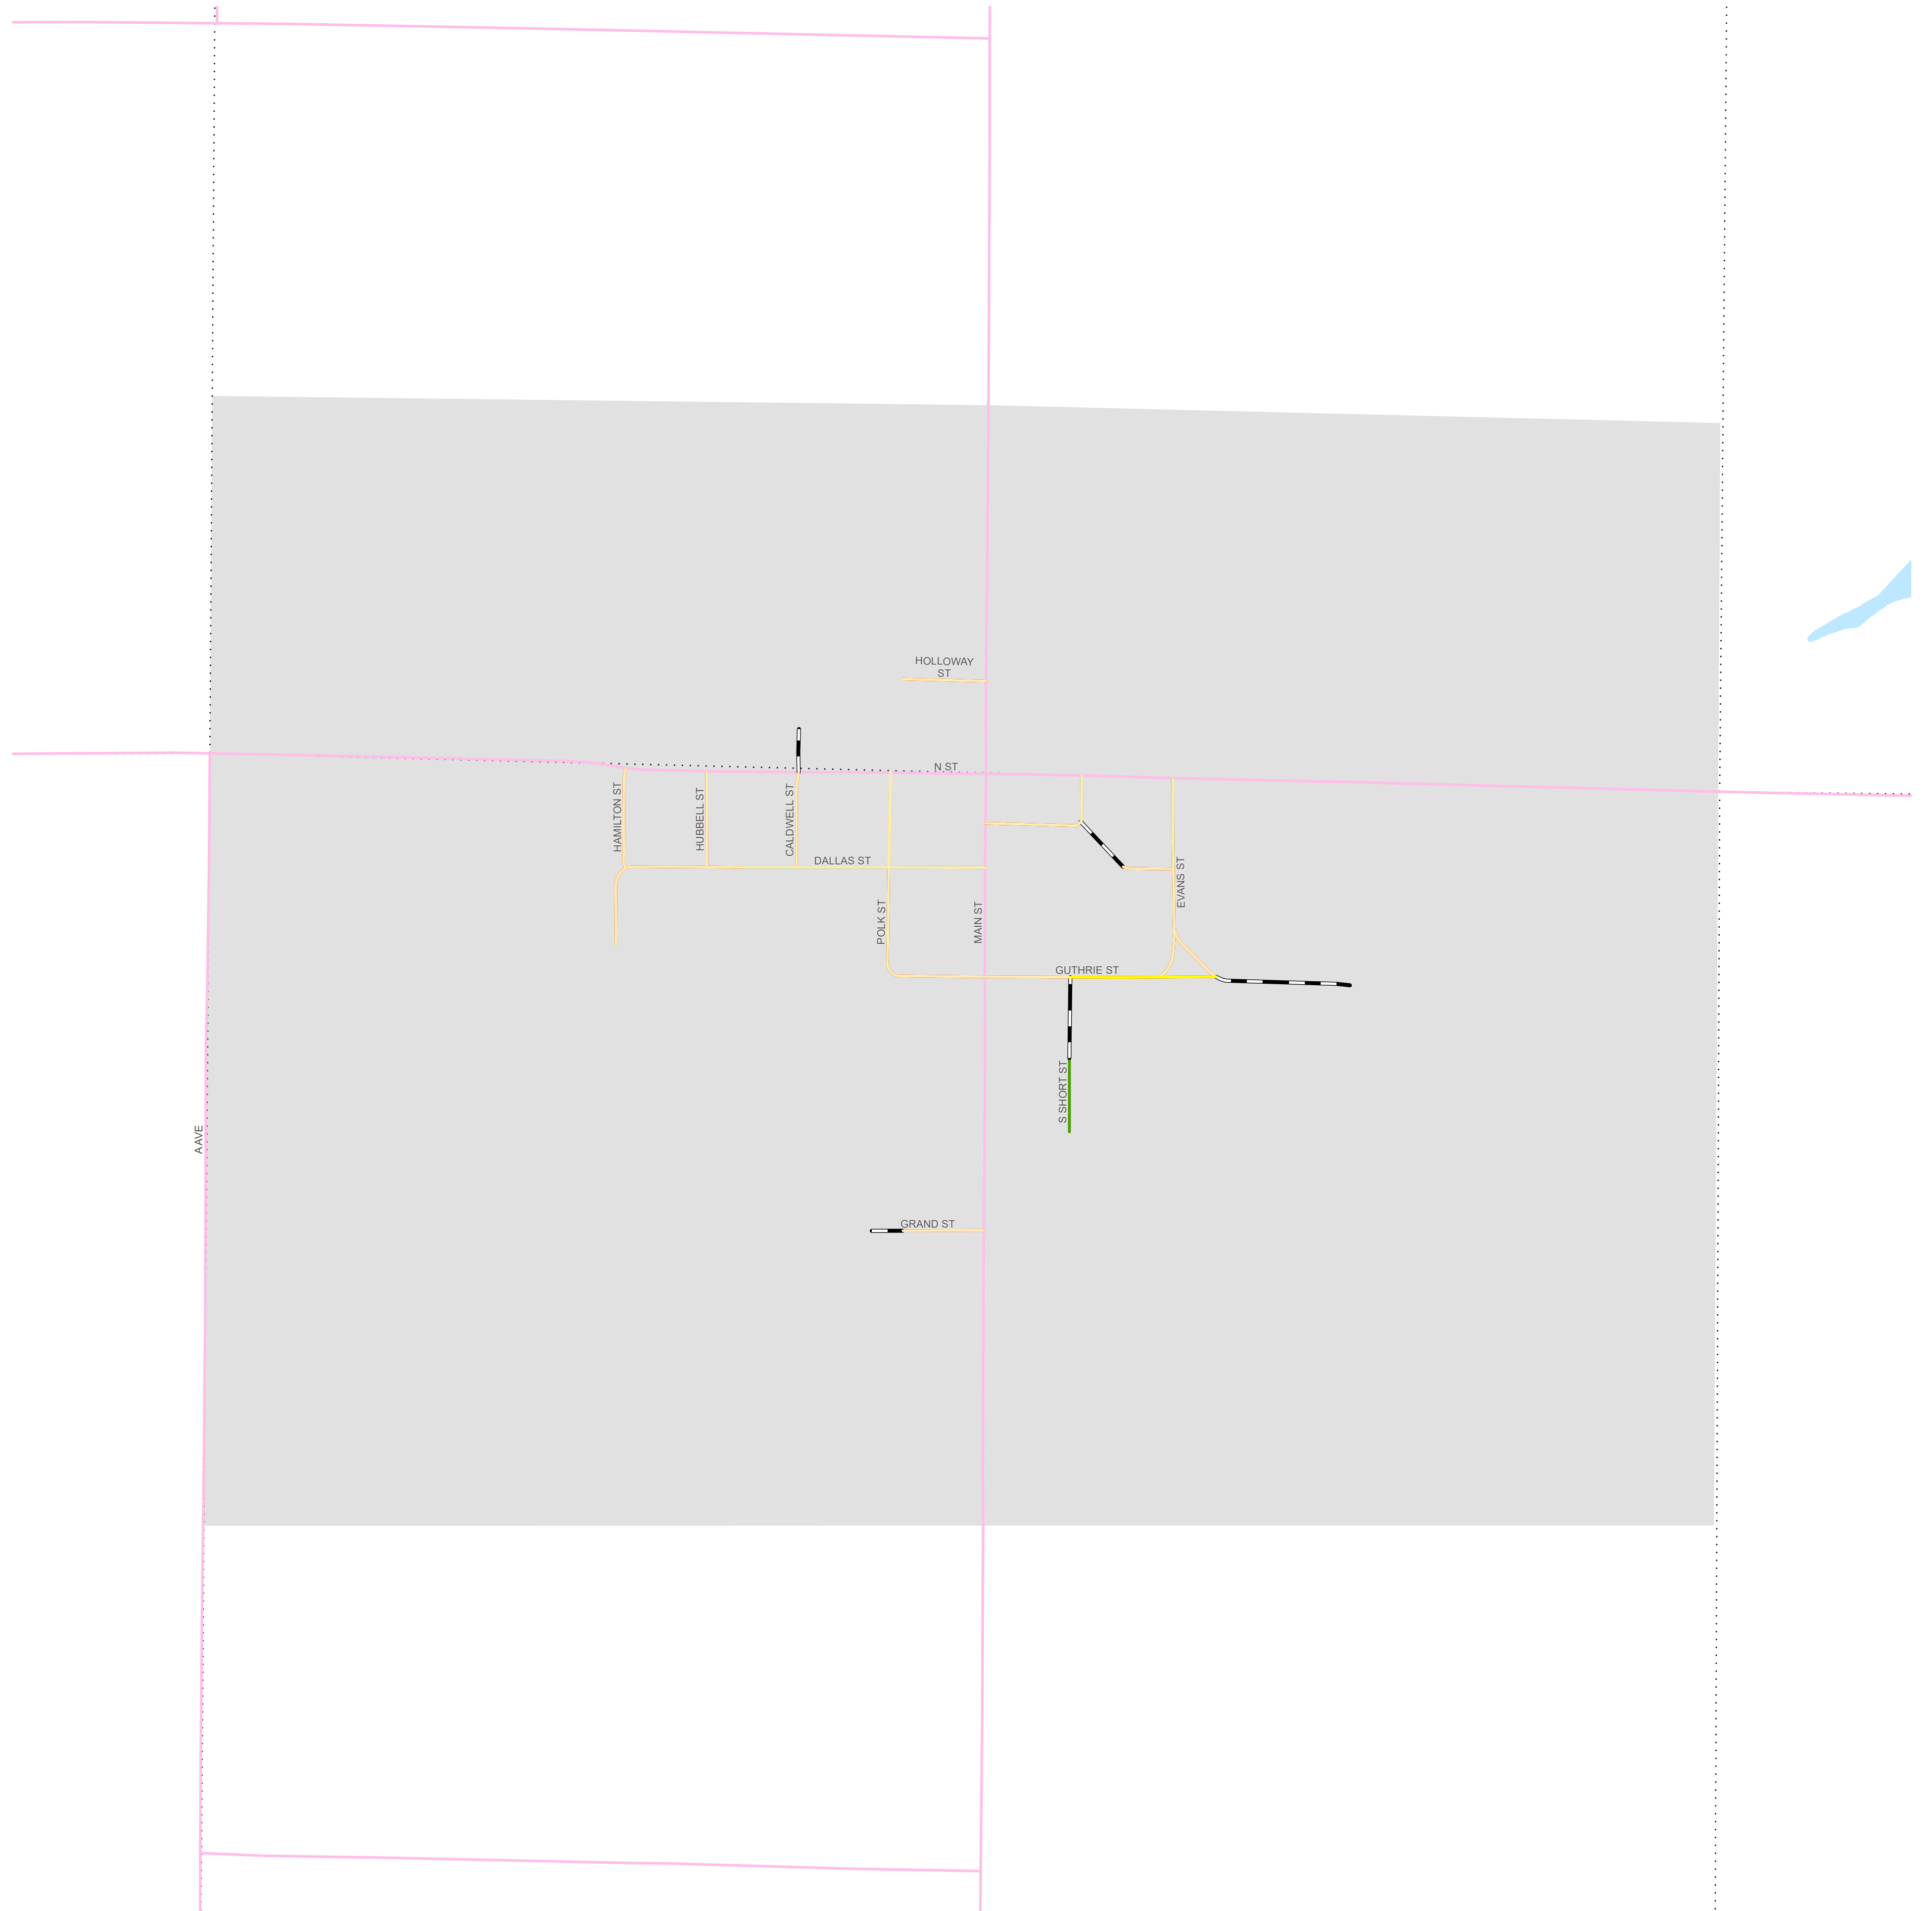 HOLLOWAY
ST
N ST
HAMILTON ST
HUBBELL ST
CALDWELL ST
DALLAS ST
EVANS ST
POLK ST
MAIN ST
GUTHRIE ST
S SHORT ST
A AVE
GRAND ST